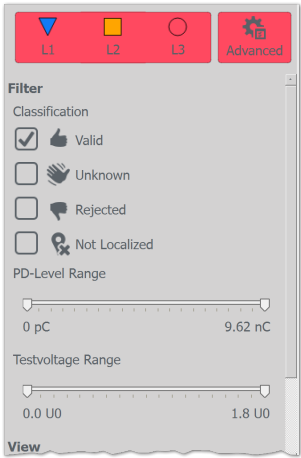 L1 L2 L3 Advanced
Filter
Classification
Valid
Unknown
Rejected
Not Localized
PD-Level Range
0 pC 9.62 nC
Testvoltage Range
0.0 U0 1.8 U0
View